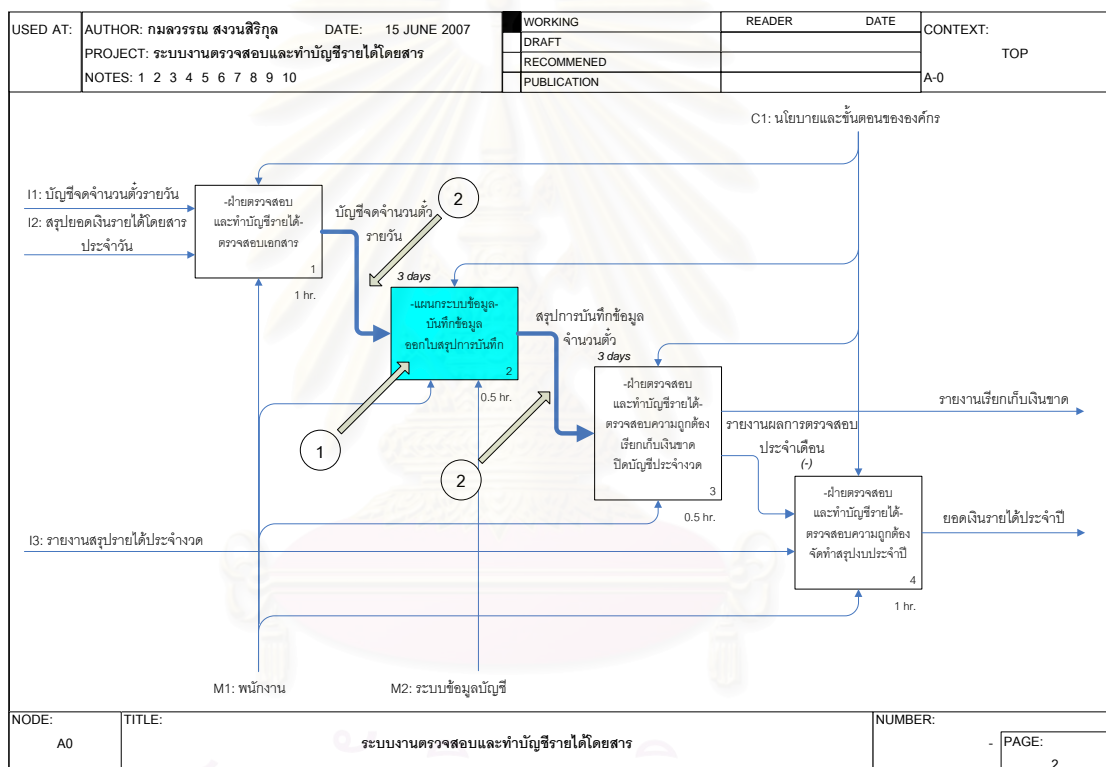 USED AT:
AUTHOR: กมลวรรณ สงวนสิริกุล DATE: 15 JUNE 2007
PROJECT: ระบบงานตรวจสอบและทำบัญชีรายได้โดยสาร
NOTES: 1 2 3 4 5 6 7 8 9 10
WORKING
DRAFT
RECOMMENED
PUBLICATION
READER DATE
CONTEXT:
TOP
A-0
C1: นโยบายและขั้นตอนขององค์กร
I1: บัญชีจดจำนวนตั๋วรายวัน
I2: สรุปยอดเงินรายได้โดยสาร
ประจำวัน
-ฝ่ายตรวจสอบ
และทำบัญชีรายได้-
ตรวจสอบเอกสาร
1
1 hr.
บัญชีจดจำนวนตั๋ว
รายวัน
2
3 days
-แผนกระบบข้อมูล-
บันทึกข้อมูล
ออกใบสรุปการบันทึก
2
0.5 hr.
1
สรุปการบันทึกข้อมูล
จำนวนตั๋ว
3 days
2
-ฝ่ายตรวจสอบ
และทำบัญชีรายได้-
ตรวจสอบความถูกต้อง
เรียกเก็บเงินขาด
ปิดบัญชีประจำงวด
3
0.5 hr.
รายงานเรียกเก็บเงินขาด
รายงานผลการตรวจสอบ
ประจำเดือน
(-)
-ฝ่ายตรวจสอบ
และทำบัญชีรายได้-
ตรวจสอบความถูกต้อง
จัดทำสรุปงบประจำปี
4
1 hr.
ยอดเงินรายได้ประจำปี
I3: รายงานสรุปรายได้ประจำงวด
M1: พนักงาน
M2: ระบบข้อมูลบัญชี
NODE:
A0
TITLE:
ระบบงานตรวจสอบและทำบัญชีรายได้โดยสาร
NUMBER:
-
PAGE:
2